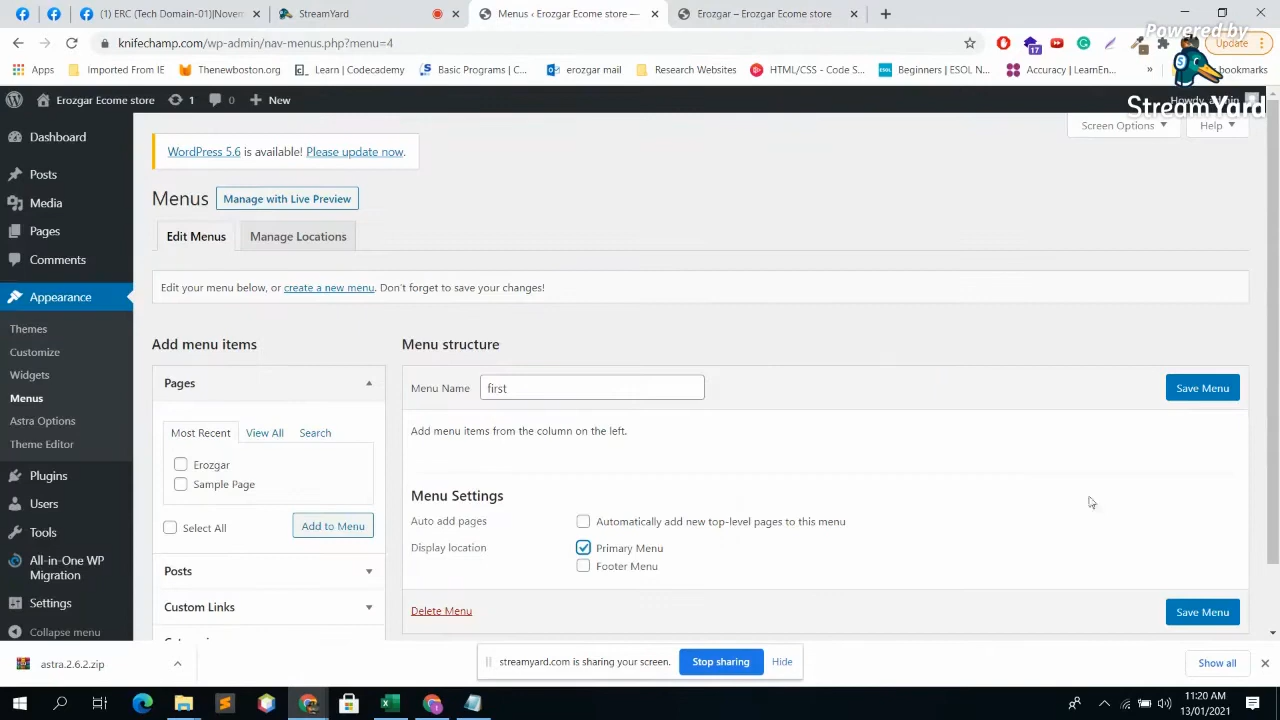 (1) ERC (Tech Domain-01)|Novem
StreamYard
Menus ‹ Erozgar Ecome store —
Erozgar – Erozgar Ecome store
Powered by
knifechamp.com/wp-admin/nav-menus.php?menu=4
17
Update
Apps
Imported From IE
Thenewboston.org
Learn | Codecademy
Basic Programs | C...
erozgar mail
Research Websites
HTML/CSS - Code S...
Beginners | ESOL N...
Accuracy | LearnEn...
»
bookmarks
Erozgar Ecome store
1
0
New
Howdy, admin
StreamYard
Screen Options
Help
Dashboard
Posts
Media
Pages
Comments
Appearance
Themes
Customize
Widgets
Menus
Astra Options
Theme Editor
Plugins
Users
Tools
All-in-One WP
Migration
Settings
Collapse menu
WordPress 5.6 is available! Please update now.
Menus
Manage with Live Preview
Edit Menus
Manage Locations
Edit your menu below, or create a new menu. Don't forget to save your changes!
Add menu items
Pages
Most Recent
View All
Search
Erozgar
Sample Page
Select All
Add to Menu
Posts
Custom Links
Menu structure
Menu Name
first
Save Menu
Add menu items from the column on the left.
Menu Settings
Auto add pages
Automatically add new top-level pages to this menu
Display location
Primary Menu
Footer Menu
Delete Menu
Save Menu
astra.2.6.2.zip
streamyard.com is sharing your screen.
Stop sharing
Hide
Show all
11:20 AM
13/01/2021